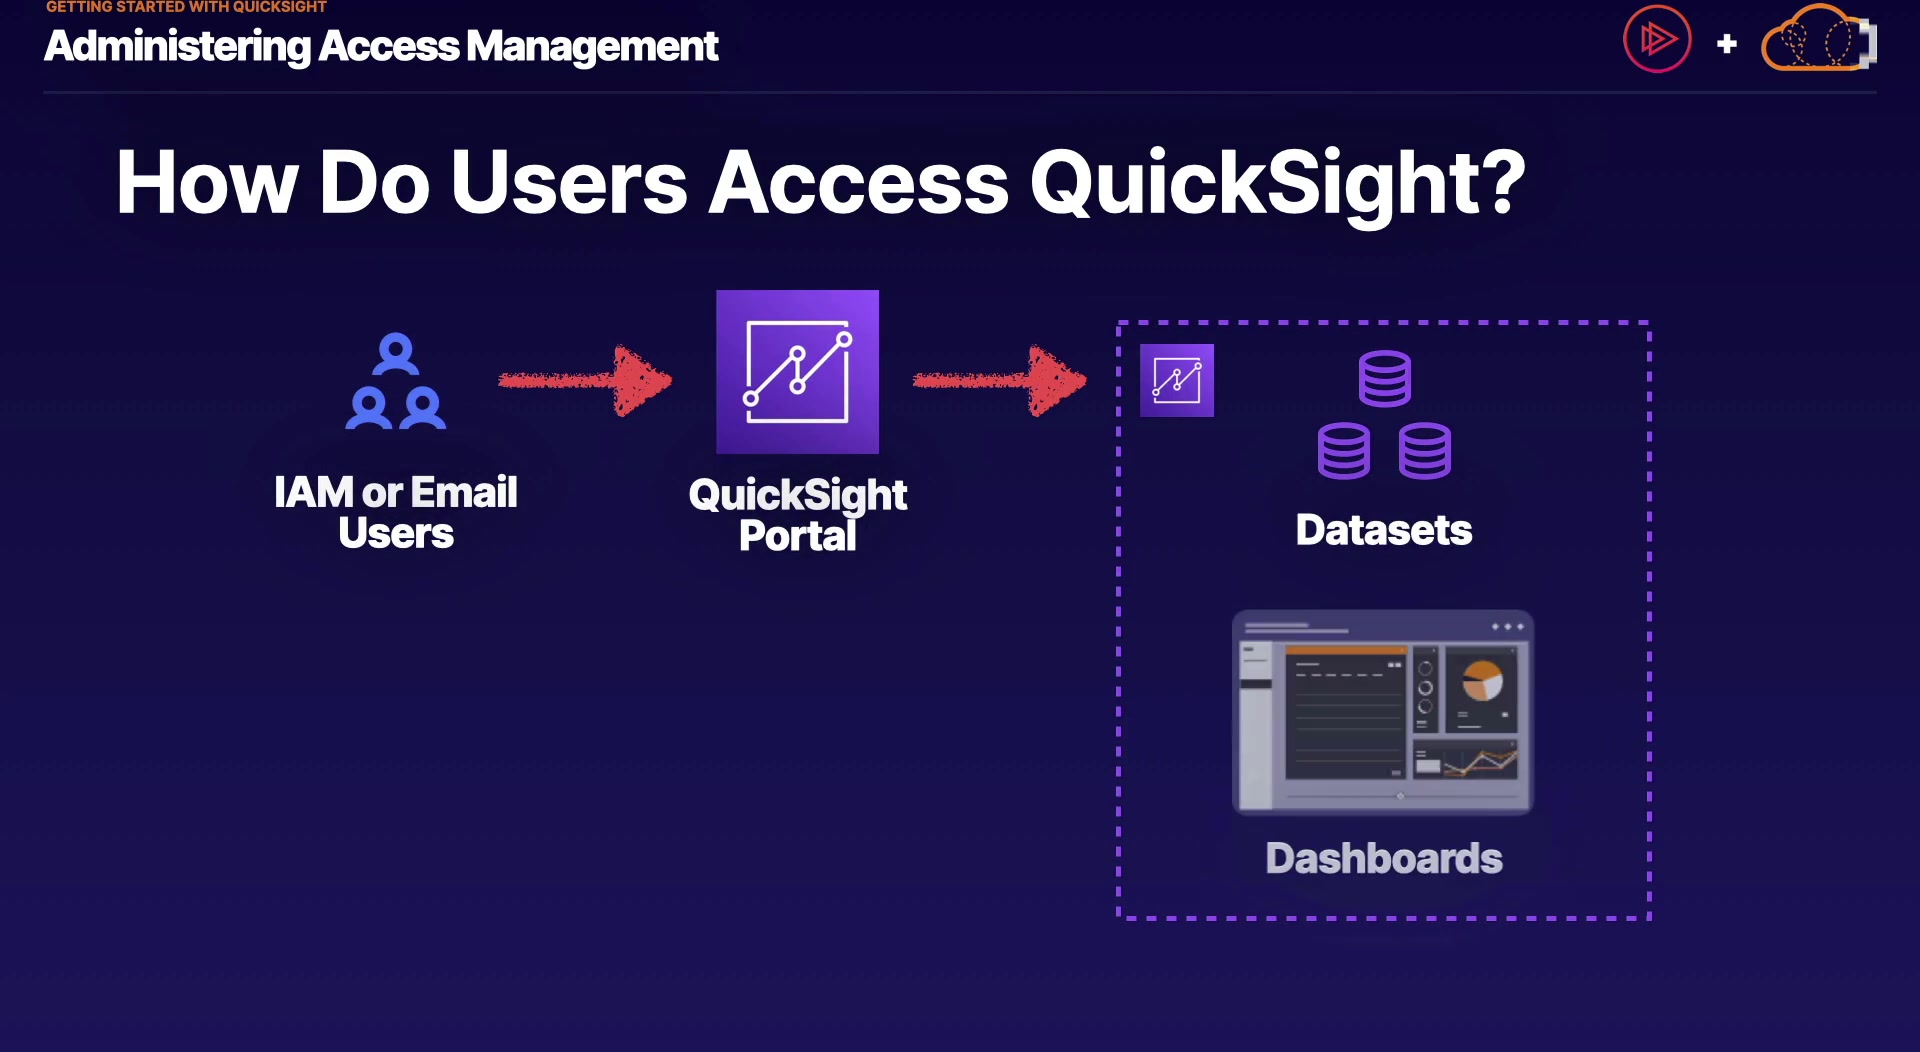 GETTING STARTED WITH QUICKSIGHT
Administering Access Management
How Do Users Access QuickSight?
IAM or Email
Users
QuickSight
Portal
Datasets
Dashboards